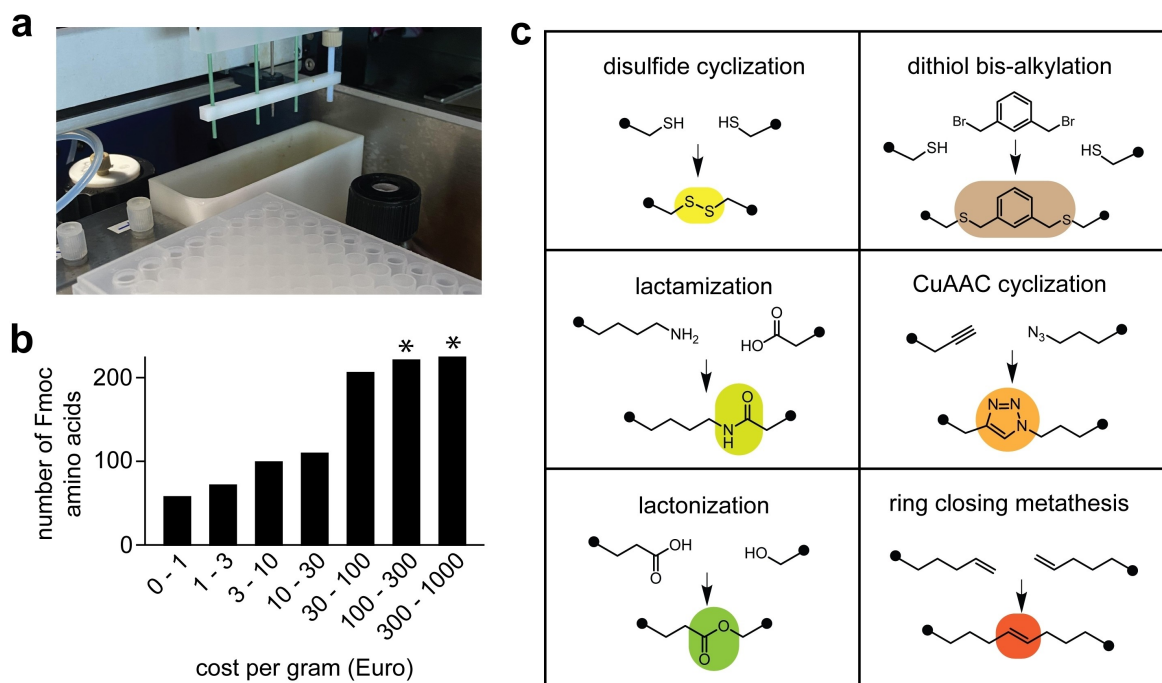 a
b
number of Fmoc
amino acids
200
100
0
*
*
0 - 1
1 - 3
3 - 10
10 - 30
30 - 100
100 - 300
300 - 1000
cost per gram (Euro)
c
disulfide cyclization
SH
HS
S
S
dithiol bis-alkylation
Br
Br
SH
HS
S
S
lactamization
NH2
O
HO
O
N
H
CuAAC cyclization
N3
N=N
N
lactonization
OH
O
HO
O
O
ring closing metathesis